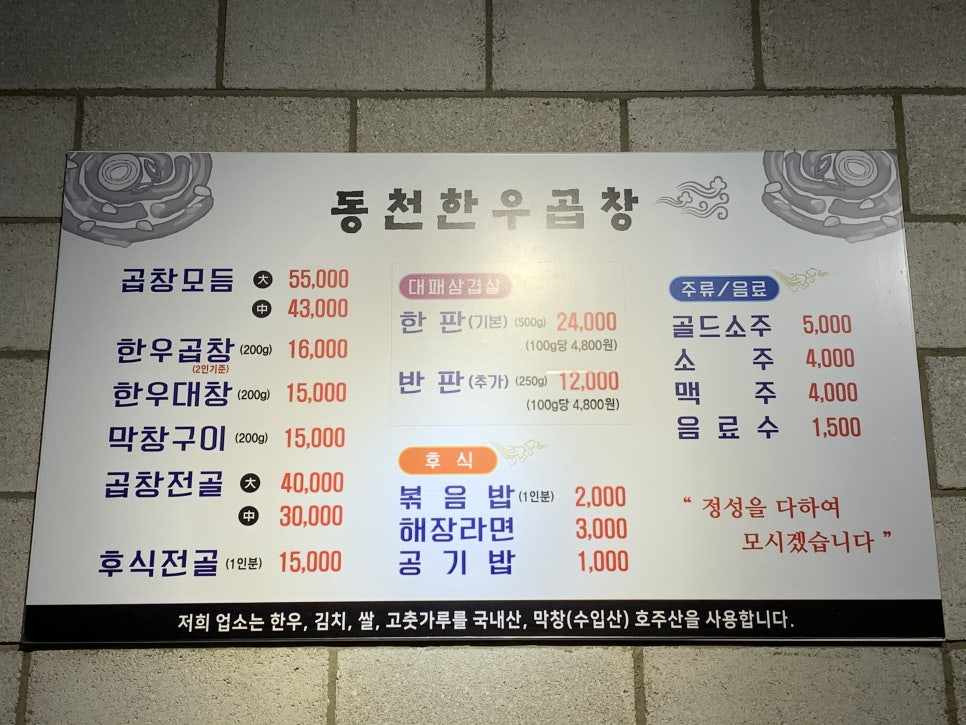 동천한우곱창
곱창모듬 大 55,000
中 43,000
한우곱창 (200g) 16,000
(2인기준)
한우대창 (200g) 15,000
막창구이 (200g) 15,000
곱창전골 大 40,000
中 30,000
후식전골 (1인분) 15,000
대패삼겹살
한 판 (기본) (500g) 24,000
(100g당 4,800원)
반 판 (추가) (250g) 12,000
(100g당 4,800원)
후 식
볶 음 밥 (1인분) 2,000
해장라면 3,000
공 기 밥 1,000
주류/음료
골드소주 5,000
소 주 4,000
맥 주 4,000
음 료 수 1,500
“ 정성을 다하여
모시겠습니다 ”
저희 업소는 한우, 김치, 쌀, 고춧가루를 국내산, 막창(수입산) 호주산을 사용합니다.